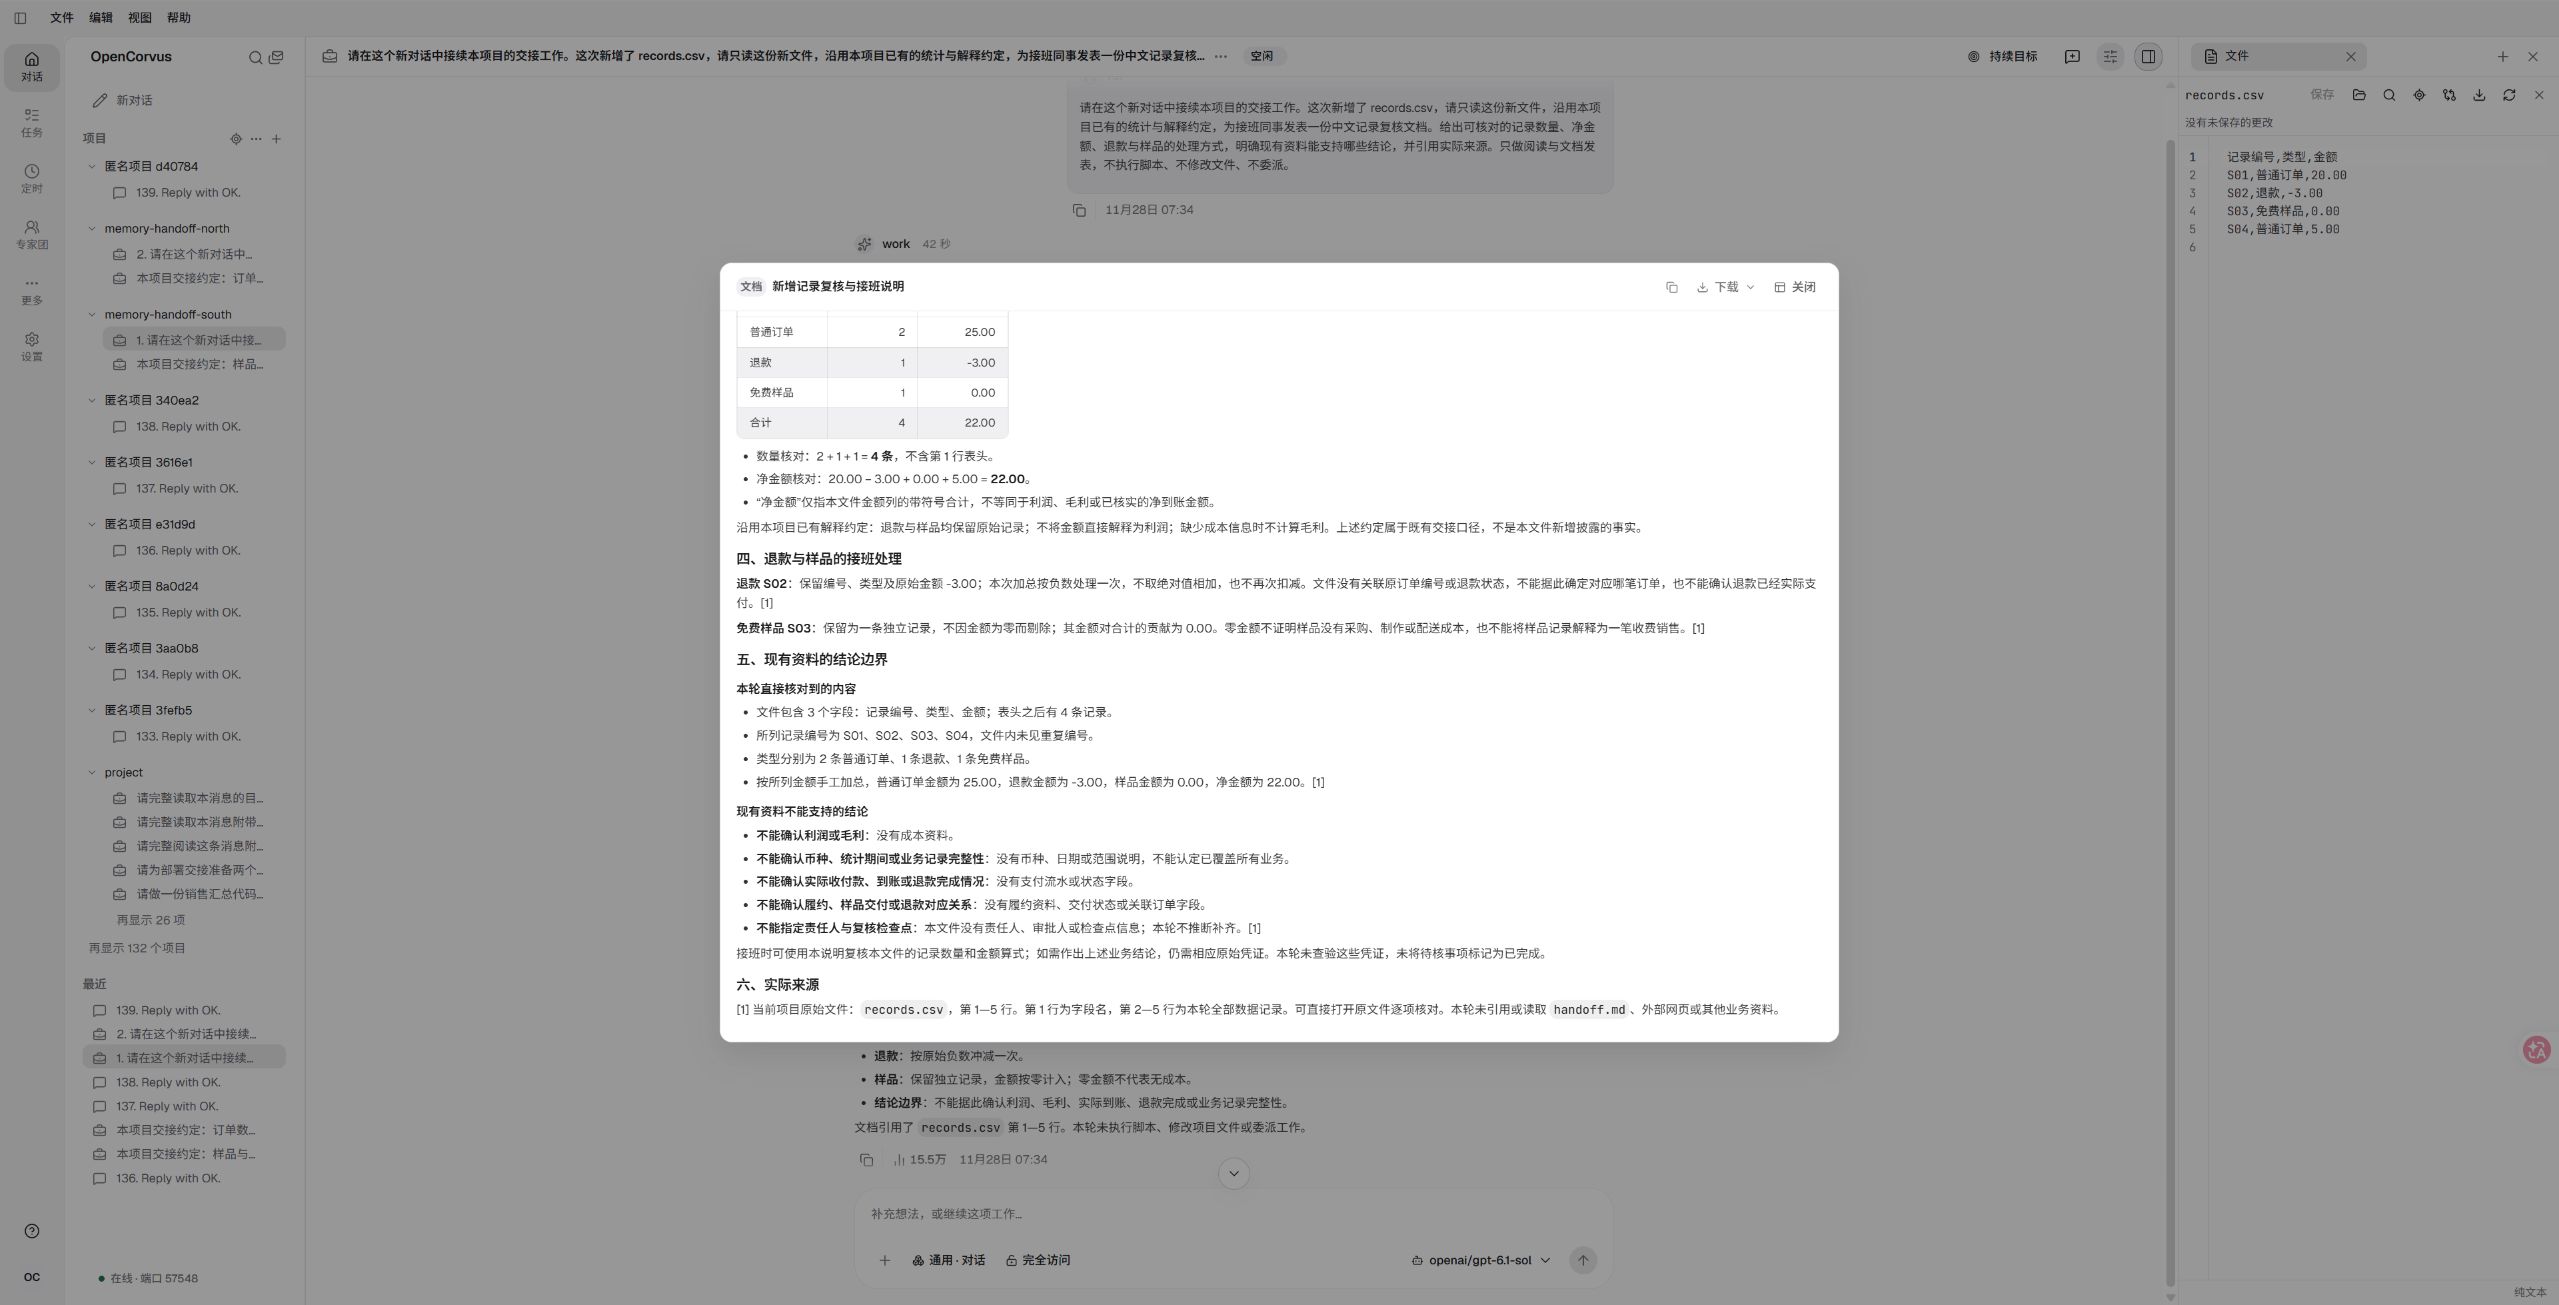 文件 编辑 视图 帮助
对话
任务
定时
专家团
更多
设置
OC
OpenCorvus
新对话
项目
匿名项目 d40784
139. Reply with OK.
memory-handoff-north
2. 请在这个新对话中...
本项目交接约定：订单...
memory-handoff-south
1. 请在这个新对话中接...
本项目交接约定：样品...
匿名项目 340ea2
138. Reply with OK.
匿名项目 3616e1
137. Reply with OK.
匿名项目 e31d9d
136. Reply with OK.
匿名项目 8a0d24
135. Reply with OK.
匿名项目 3aa0b8
134. Reply with OK.
匿名项目 3fefb5
133. Reply with OK.
project
请完整读取本消息的目...
请完整读取本消息附带...
请完整阅读这条消息附...
请为部署交接准备两个...
请做一份销售汇总代码...
再显示 26 项
再显示 132 个项目
最近
139. Reply with OK.
2. 请在这个新对话中接续...
1. 请在这个新对话中接续...
138. Reply with OK.
137. Reply with OK.
本项目交接约定：订单数...
本项目交接约定：样品与...
136. Reply with OK.
在线 · 端口 57548
请在这个新对话中接续本项目的交接工作。这次新增了 records.csv，请只读这份新文件，沿用本项目已有的统计与解释约定，为接班同事发表一份中文记录复核... ··· 空闲
持续目标
请在这个新对话中接续本项目的交接工作。这次新增了 records.csv，请只读这份新文件，沿用本项
目已有的统计与解释约定，为接班同事发表一份中文记录复核文档。给出可核对的记录数量、净金
额、退款与样品的处理方式，明确现有资料能支持哪些结论，并引用实际来源。只做阅读与文档发
表，不执行脚本、不修改文件、不委派。
11月28日 07:34
work 42 秒
文档 新增记录复核与接班说明
下载 关闭
普通订单 2 25.00
退款 1 -3.00
免费样品 1 0.00
合计 4 22.00
• 数量核对：2 + 1 + 1 = 4 条，不含第 1 行表头。
• 净金额核对：20.00 − 3.00 + 0.00 + 5.00 = 22.00。
• “净金额”仅指本文件金额列的带符号合计，不等同于利润、毛利或已核实的净到账金额。
沿用本项目已有解释约定：退款与样品均保留原始记录；不将金额直接解释为利润；缺少成本信息时不计算毛利。上述约定属于既有交接口径，不是本文件新增披露的事实。
四、退款与样品的接班处理
退款 S02：保留编号、类型及原始金额 -3.00；本次加总按负数处理一次，不取绝对值相加，也不再次扣减。文件没有关联原订单编号或退款状态，不能据此确定对应哪笔订单，也不能确认退款已经实际支
付。[1]
免费样品 S03：保留为一条独立记录，不因金额为零而剔除；其金额对合计的贡献为 0.00。零金额不证明样品没有采购、制作或配送成本，也不能将样品记录解释为一笔收费销售。[1]
五、现有资料的结论边界
本轮直接核对到的内容
• 文件包含 3 个字段：记录编号、类型、金额；表头之后有 4 条记录。
• 所列记录编号为 S01、S02、S03、S04，文件内未见重复编号。
• 类型分别为 2 条普通订单、1 条退款、1 条免费样品。
• 按所列金额手工加总，普通订单金额为 25.00，退款金额为 -3.00，样品金额为 0.00，净金额为 22.00。[1]
现有资料不能支持的结论
• 不能确认利润或毛利：没有成本资料。
• 不能确认币种、统计期间或业务记录完整性：没有币种、日期或范围说明，不能认定已覆盖所有业务。
• 不能确认实际收付款、到账或退款完成情况：没有支付流水或状态字段。
• 不能确认履约、样品交付或退款对应关系：没有履约资料、交付状态或关联订单字段。
• 不能指定责任人与复核检查点：本文件没有责任人、审批人或检查点信息；本轮不推断补齐。[1]
接班时可使用本说明复核本文件的记录数量和金额算式；如需作出上述业务结论，仍需相应原始凭证。本轮未查验这些凭证，未将待核事项标记为已完成。
六、实际来源
[1] 当前项目原始文件：records.csv，第 1—5 行。第 1 行为字段名，第 2—5 行为本轮全部数据记录。可直接打开原文件逐项核对。本轮未引用或读取 handoff.md、外部网页或其他业务资料。
• 退款：按原始负数冲减一次。
• 样品：保留独立记录，金额按零计入；零金额不代表无成本。
• 结论边界：不能据此确认利润、毛利、实际到账、退款完成或业务记录完整性。
文档引用了 records.csv 第 1—5 行。本轮未执行脚本、修改项目文件或委派工作。
15.5万 11月28日 07:34
补充想法，或继续这项工作...
通用 · 对话 完全访问 openai/gpt-6.1-sol
文件
records.csv 保存
没有未保存的更改
1 记录编号,类型,金额
2 S01,普通订单,20.00
3 S02,退款,-3.00
4 S03,免费样品,0.00
5 S04,普通订单,5.00
6
纯文本